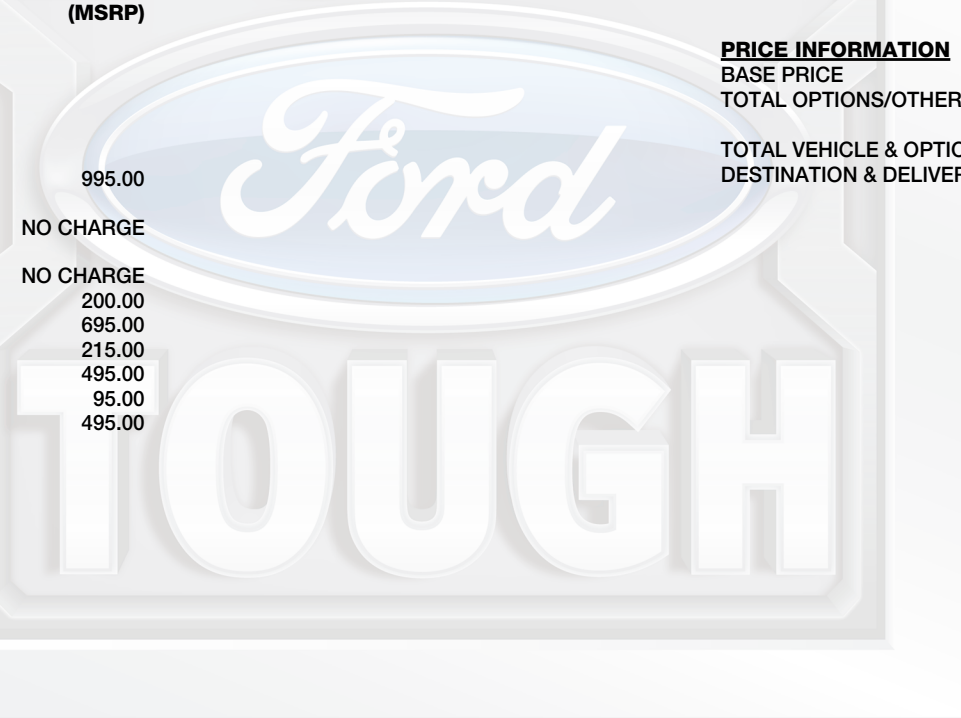 (MSRP)
995.00
NO CHARGE
NO CHARGE
200.00
695.00
215.00
495.00
95.00
495.00
PRICE INFORMATION
BASE PRICE
TOTAL OPTIONS/OTHER
TOTAL VEHICLE & OPTIO
DESTINATION & DELIVER
Ford
TOUGH